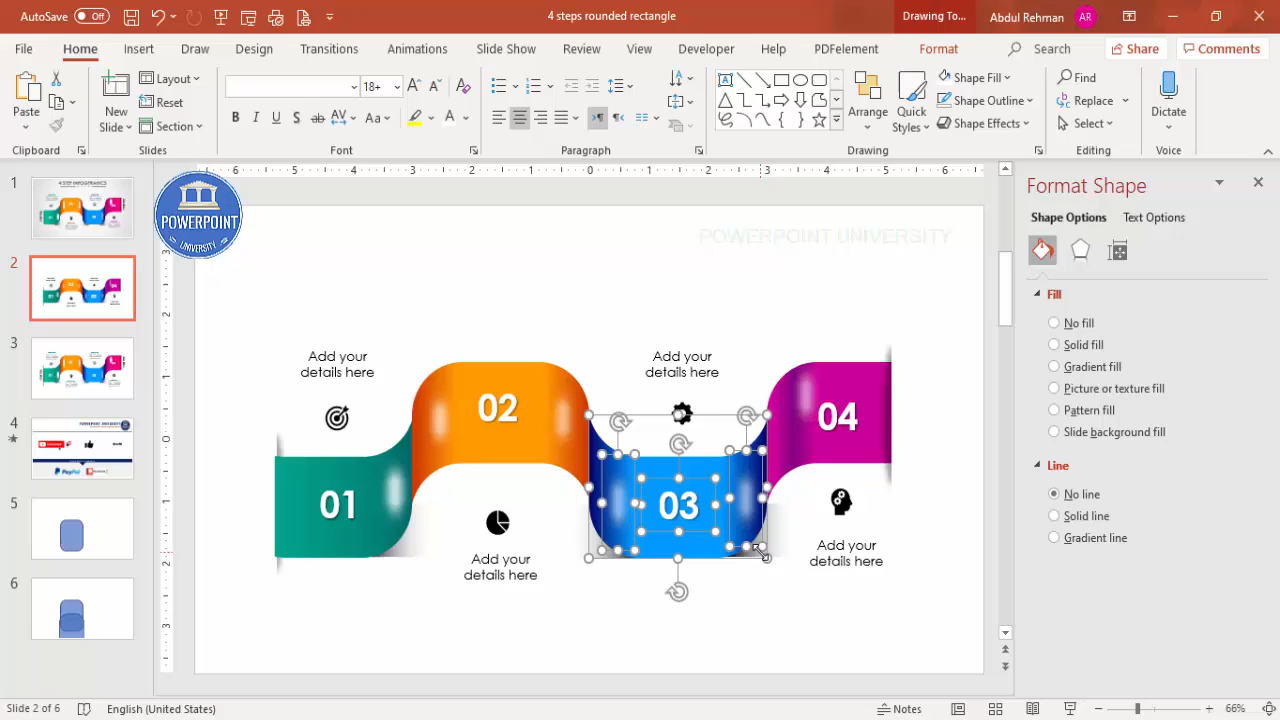 AutoSave Off
4 steps rounded rectangle
Drawing To...
Abdul Rehman
AR
File Home Insert Draw Design Transitions Animations Slide Show Review View Developer Help PDFelement Format Search Share Comments
Paste
New
Slide
Layout
Reset
Section
18+
Arrange
Quick
Styles
Shape Fill
Shape Outline
Shape Effects
Find
Replace
Select
Dictate
Clipboard Slides Font Paragraph Drawing Editing Voice
1
2
3
4
5
6
POWERPOINT
UNIVERSITY
POWERPOINT UNIVERSITY
Add your
details here
Add your
details here
01
02
03
04
Add your
details here
Add your
details here
Format Shape
Shape Options Text Options
Fill
No fill
Solid fill
Gradient fill
Picture or texture fill
Pattern fill
Slide background fill
Line
No line
Solid line
Gradient line
Slide 2 of 6
English (United States)
Notes
66%